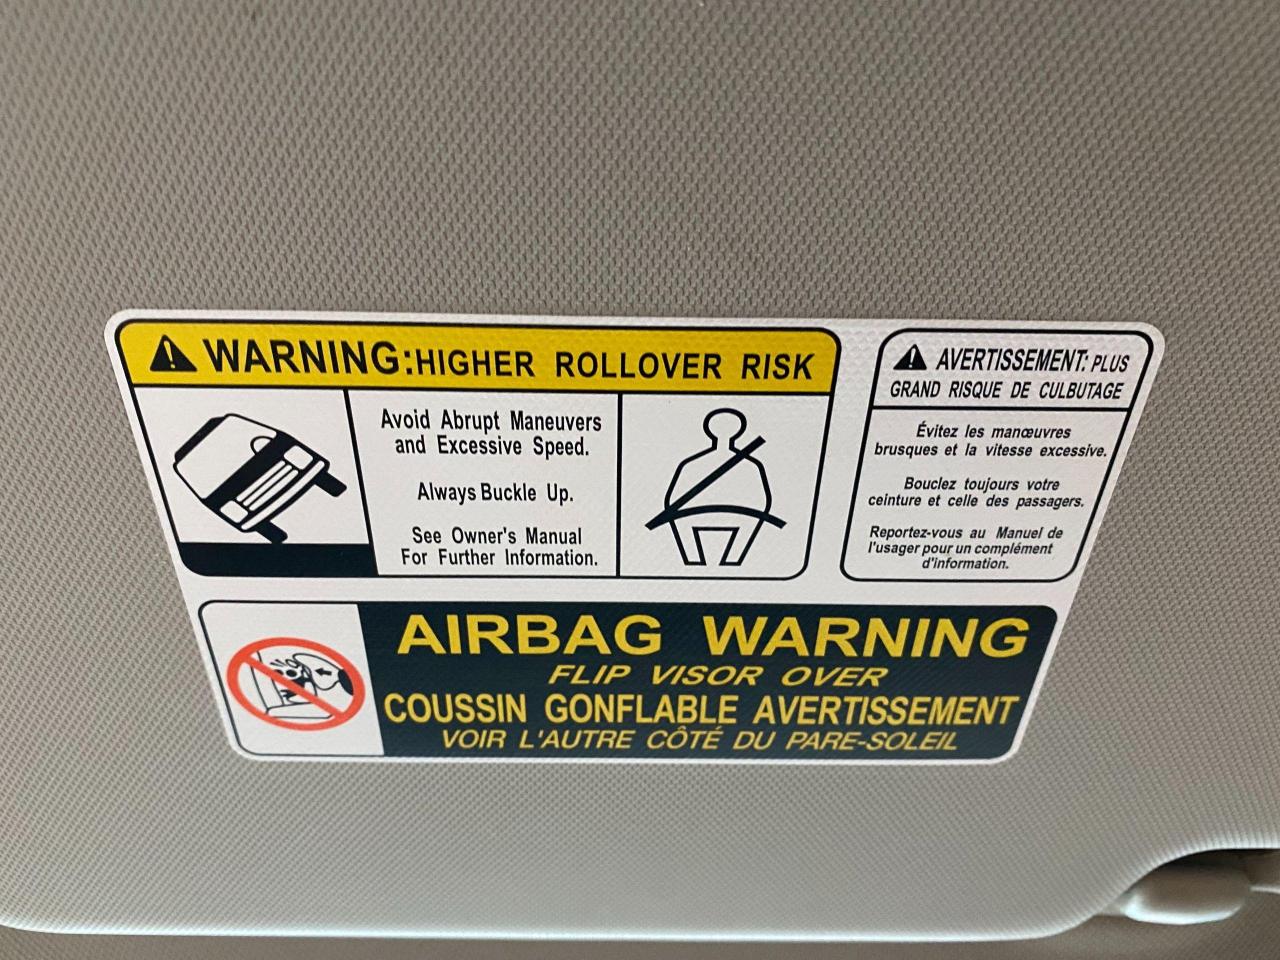 WARNING:HIGHER ROLLOVER RISK
Avoid Abrupt Maneuvers
and Excessive Speed.
Always Buckle Up.
See Owner's Manual
For Further Information.
AVERTISSEMENT: PLUS
GRAND RISQUE DE CULBUTAGE
Évitez les manœuvres
brusques et la vitesse excessive.
Bouclez toujours votre
ceinture et celle des passagers.
Reportez-vous au Manuel de
l'usager pour un complément
d'information.
AIRBAG WARNING
FLIP VISOR OVER
COUSSIN GONFLABLE AVERTISSEMENT
VOIR L'AUTRE CÔTÉ DU PARE-SOLEIL